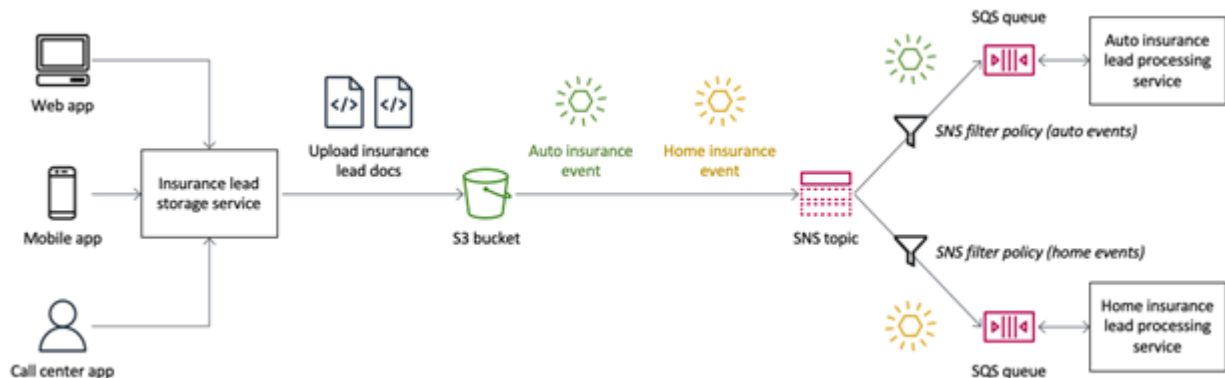 Web app
Mobile app
Call center app
Insurance lead
storage service
</>
</>
Upload insurance
lead docs
S3 bucket
Auto insurance
event
Home insurance
event
SNS topic
SQS queue
Auto insurance
lead processing
service
SNS filter policy (auto events)
SNS filter policy (home events)
Home insurance
lead processing
service
SQS queue